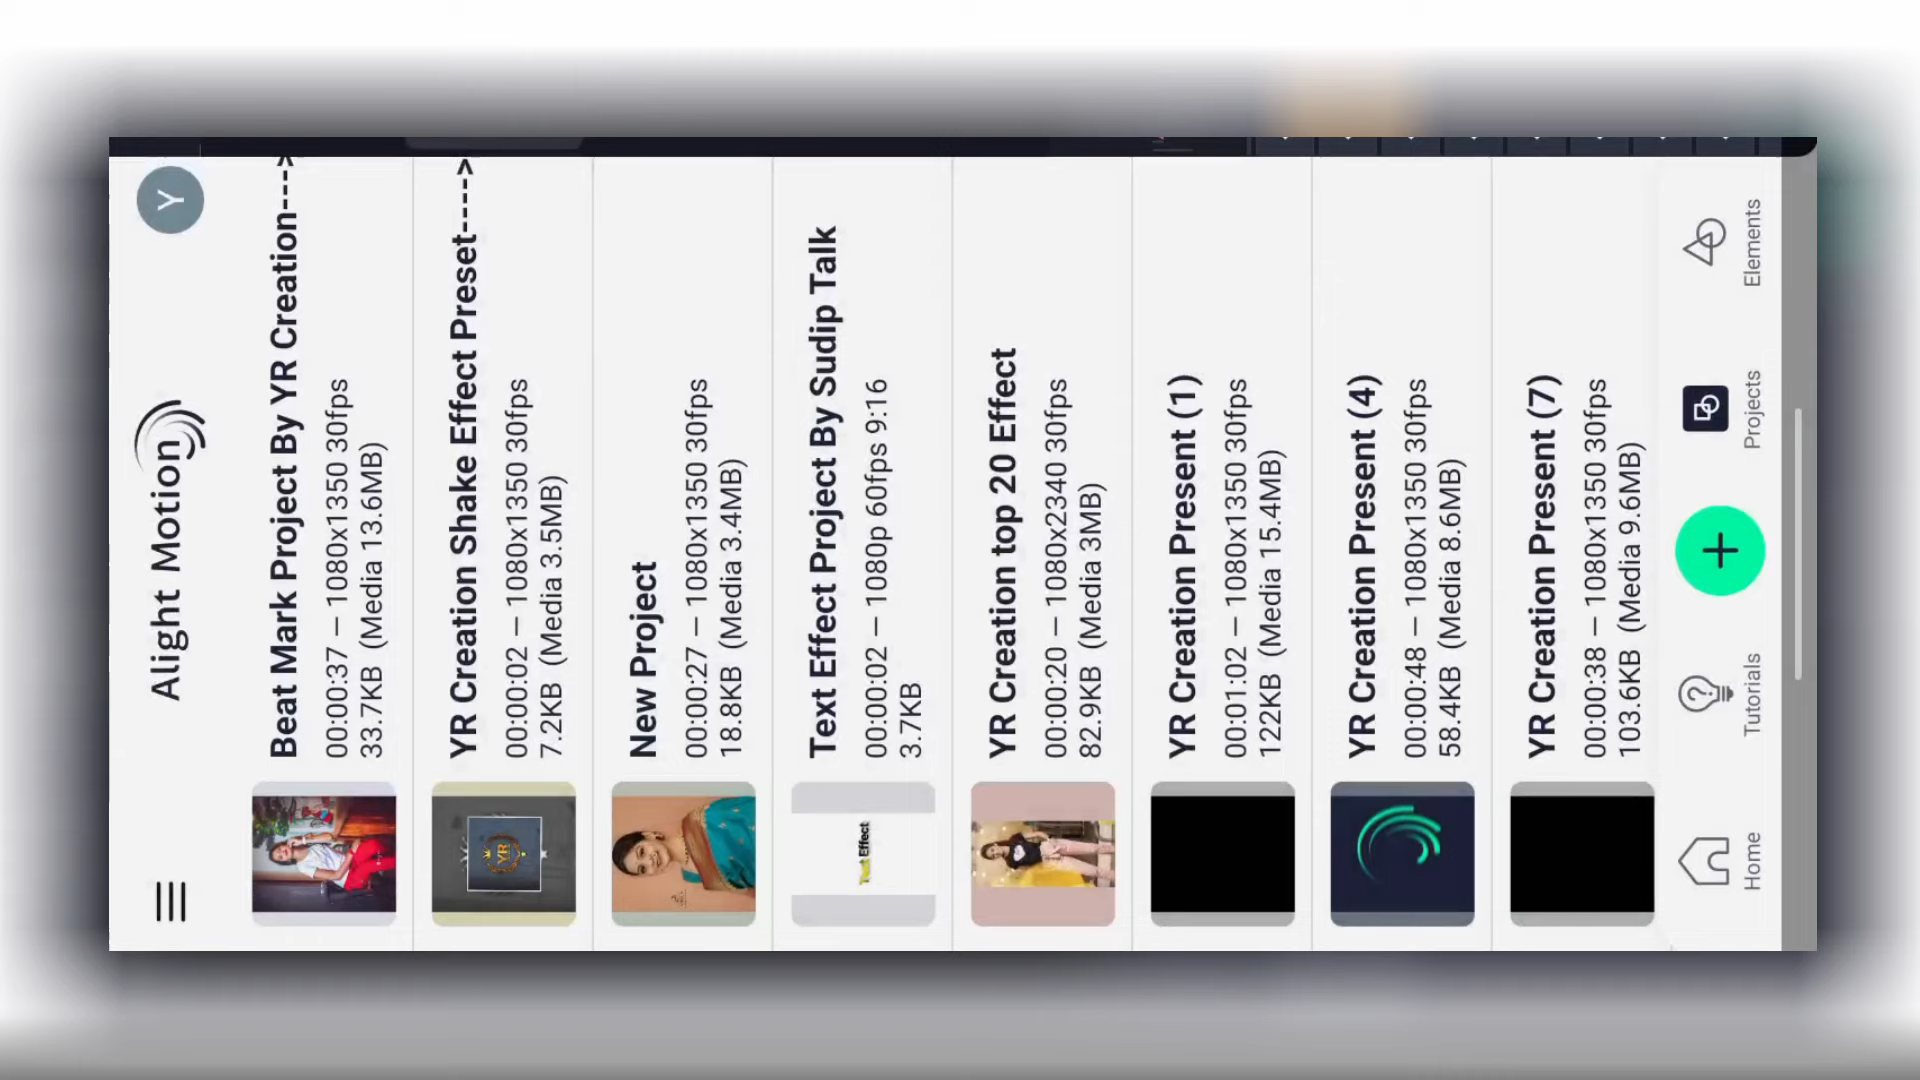 Alight Motion
Y
Beat Mark Project By YR Creation--->
00:00:37 – 1080x1350 30fps
33.7KB (Media 13.6MB)
YR Creation Shake Effect Preset----->
00:00:02 – 1080x1350 30fps
7.2KB (Media 3.5MB)
YR
New Project
00:00:27 – 1080x1350 30fps
18.8KB (Media 3.4MB)
Text Effect Project By Sudip Talk
00:00:02 – 1080p 60fps 9:16
3.7KB
Text Effect
YR Creation top 20 Effect
00:00:20 – 1080x2340 30fps
82.9KB (Media 3MB)
YR Creation Present (1)
00:01:02 – 1080x1350 30fps
122KB (Media 15.4MB)
YR Creation Present (4)
00:00:48 – 1080x1350 30fps
58.4KB (Media 8.6MB)
YR Creation Present (7)
00:00:38 – 1080x1350 30fps
103.6KB (Media 9.6MB)
Home
Tutorials
Projects
Elements